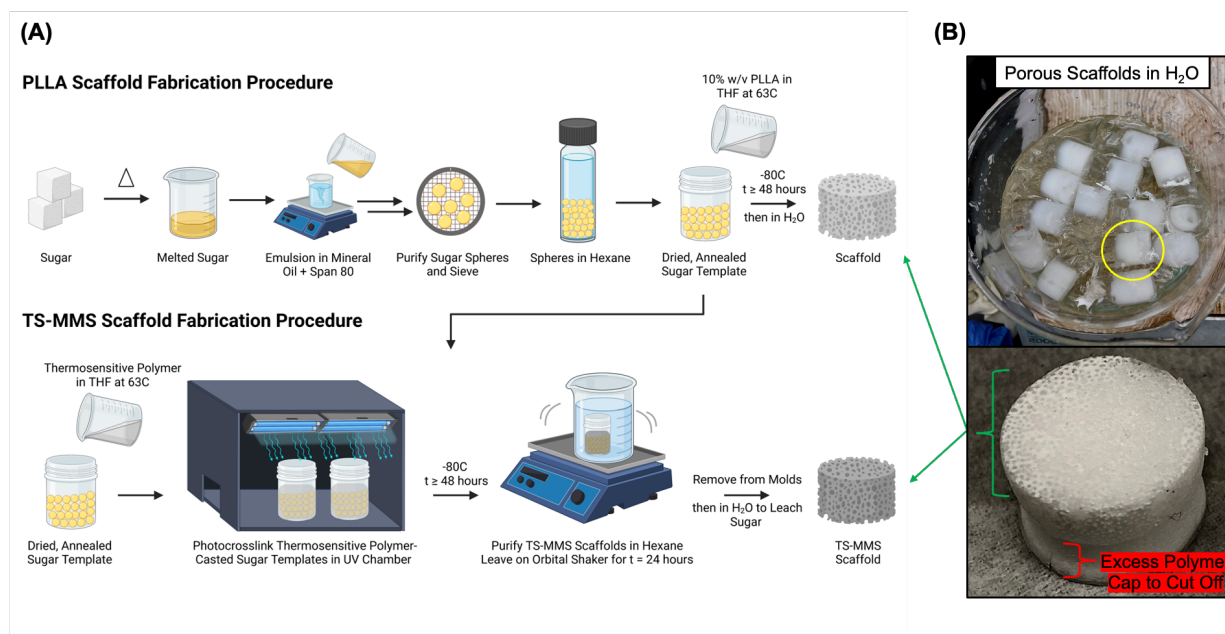 (A)
(B)
PLLA Scaffold Fabrication Procedure
10% w/v PLLA in
THF at 63C
Δ
-80C
t ≥ 48 hours
then in H₂O
Sugar
Melted Sugar
Emulsion in Mineral
Oil + Span 80
Purify Sugar Spheres
and Sieve
Spheres in Hexane
Dried, Annealed
Sugar Template
Scaffold
TS-MMS Scaffold Fabrication Procedure
Thermosensitive Polymer
in THF at 63C
-80C
t ≥ 48 hours
Remove from Molds
then in H₂O to Leach
Sugar
Dried, Annealed
Sugar Template
Photocrosslink Thermosensitive Polymer-
Casted Sugar Templates in UV Chamber
Purify TS-MMS Scaffolds in Hexane
Leave on Orbital Shaker for t = 24 hours
TS-MMS
Scaffold
Porous Scaffolds in H₂O
Excess Polyme
Cap to Cut Off